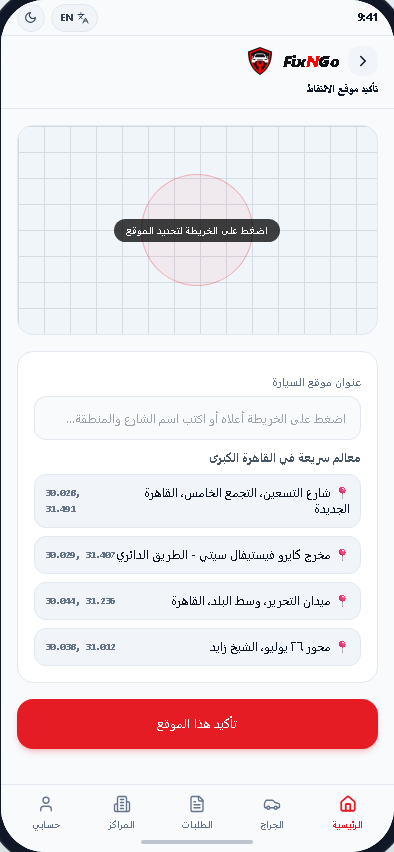 9:41
EN
FixNGo
تأكيد موقع الالتقاط
اضغط على الخريطة لتحديد الموقع
عنوان موقع السيارة
اضغط على الخريطة أعلاه أو اكتب اسم الشارع والمنطقة...
معالم سريعة في القاهرة الكبرى
📍 شارع التسعين، التجمع الخامس، القاهرة الجديدة
30.026, 31.491
📍 مخرج كايرو فيستيفال سيتي - الطريق الدائري
30.029, 31.407
📍 ميدان التحرير، وسط البلد، القاهرة
30.044, 31.236
📍 محور ٢٦ يوليو، الشيخ زايد
30.036, 31.012
تأكيد هذا الموقع
الرئيسية
الجراج
الطلبات
المراكز
حسابي